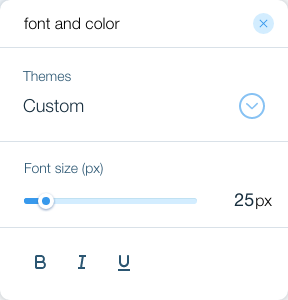 font and color
Themes
Custom
Font size (px)
25px
B I U